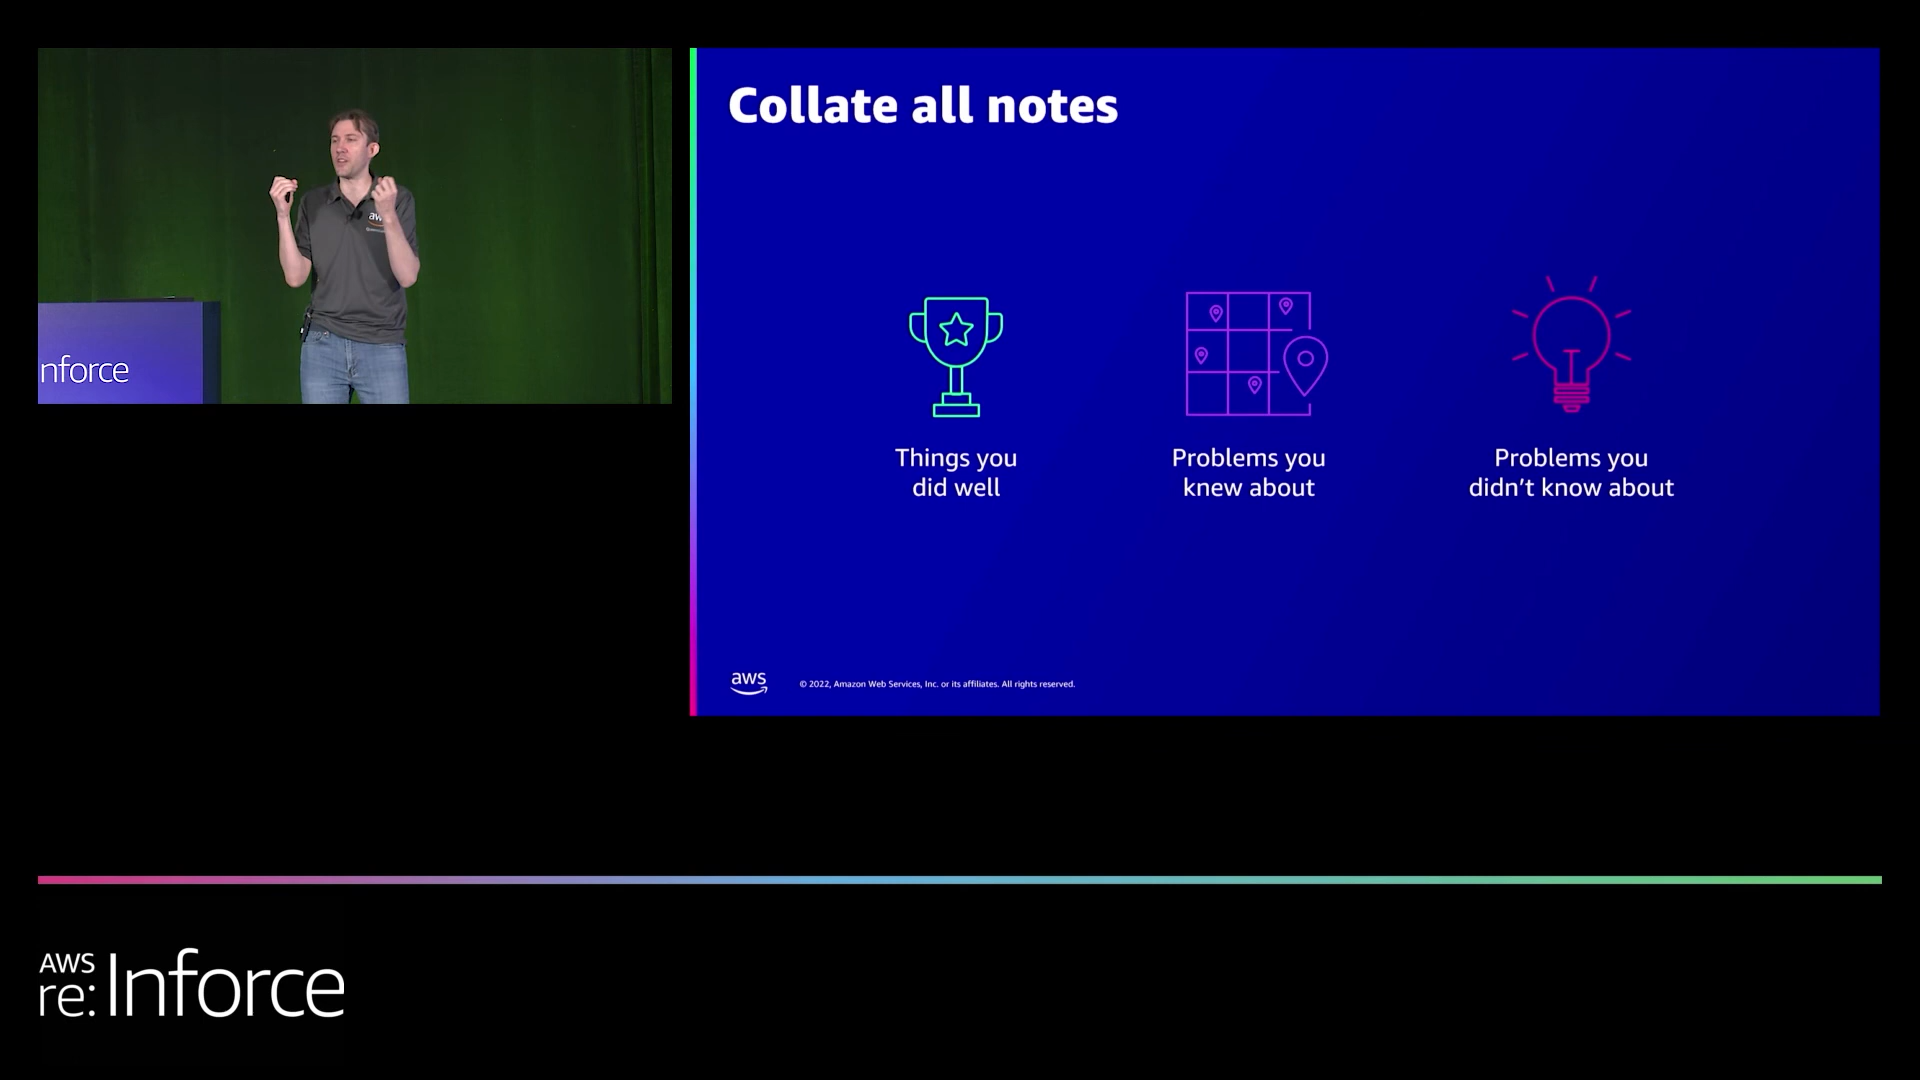 aws
nforce
Collate all notes
Things you
did well
Problems you
knew about
Problems you
didn't know about
aws
© 2022, Amazon Web Services, Inc. or its affiliates. All rights reserved.
AWS
re:Inforce